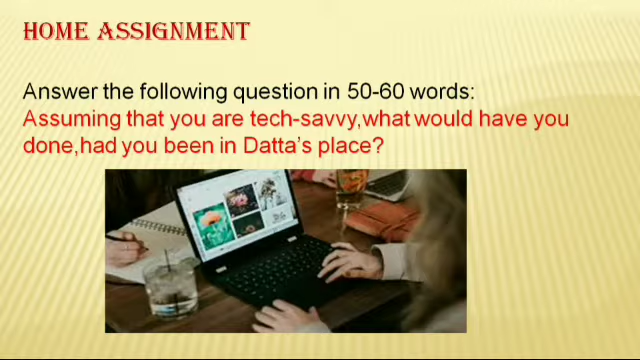 HOME ASSIGNMENT
Answer the following question in 50-60 words:
Assuming that you are tech-savvy,what would have you
done,had you been in Datta's place?